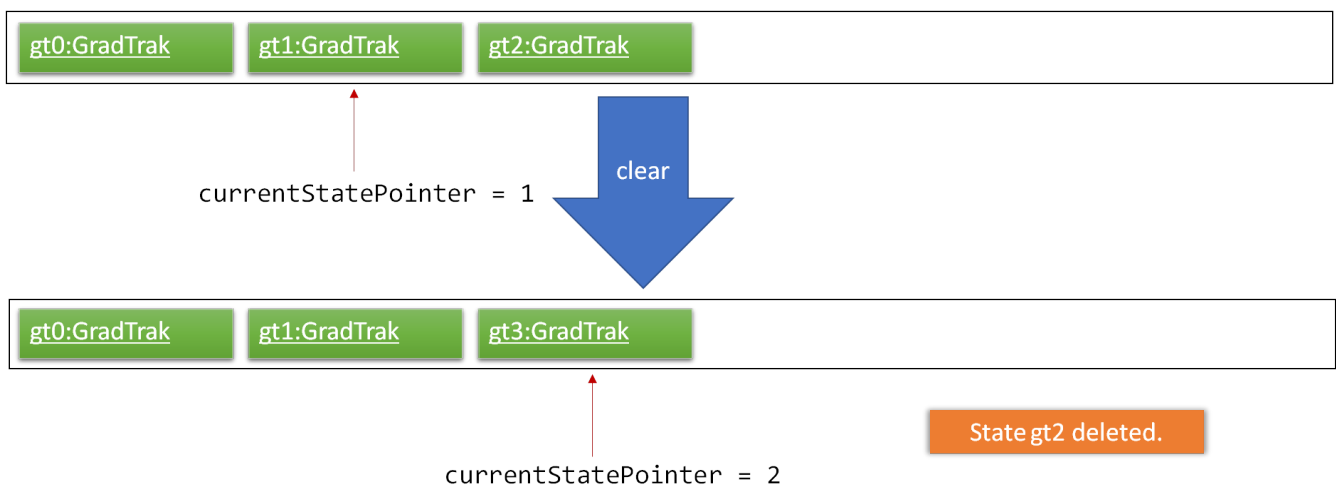 gt0:GradTrak
gt1:GradTrak
gt2:GradTrak
clear
currentStatePointer = 1
gt0:GradTrak
gt1:GradTrak
gt3:GradTrak
State gt2 deleted.
currentStatePointer = 2